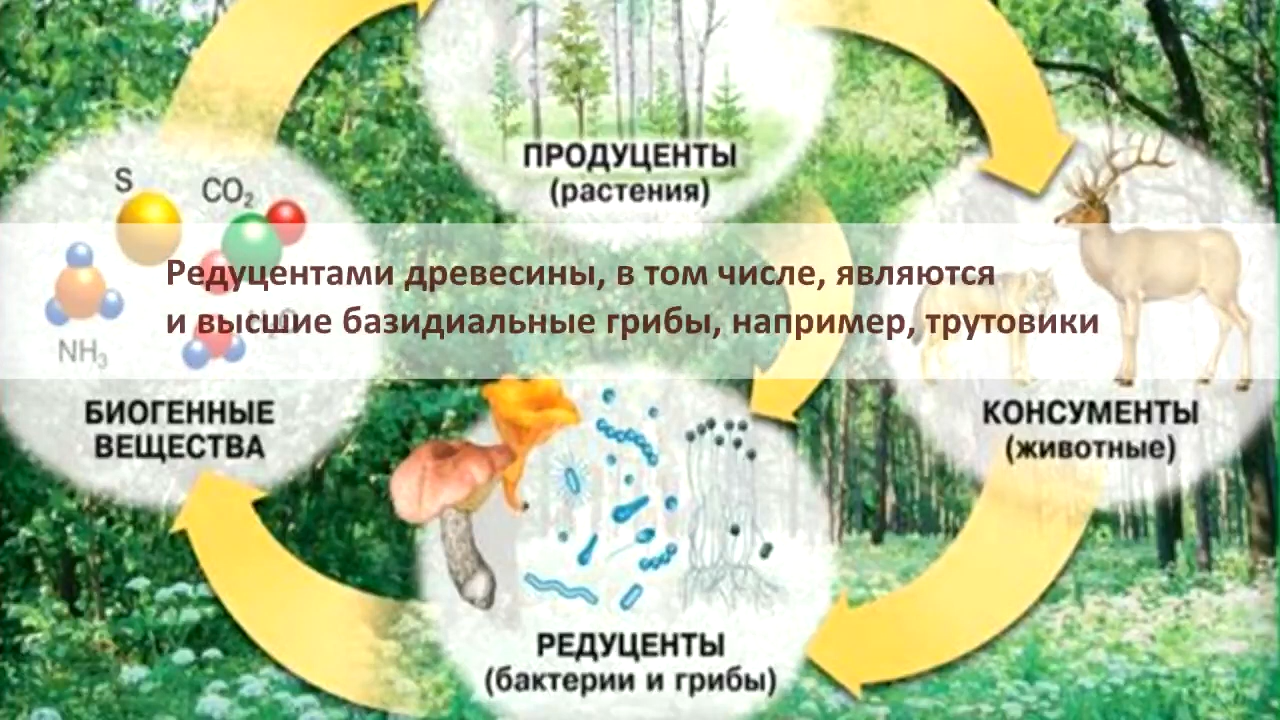 ПРОДУЦЕНТЫ
(растения)
S
CO₂
Редуцентами древесины, в том числе, являются
и высшие базидиальные грибы, например, трутовики
NH₃
БИОГЕННЫЕ
ВЕЩЕСТВА
КОНСУМЕНТЫ
(животные)
РЕДУЦЕНТЫ
(бактерии и грибы)